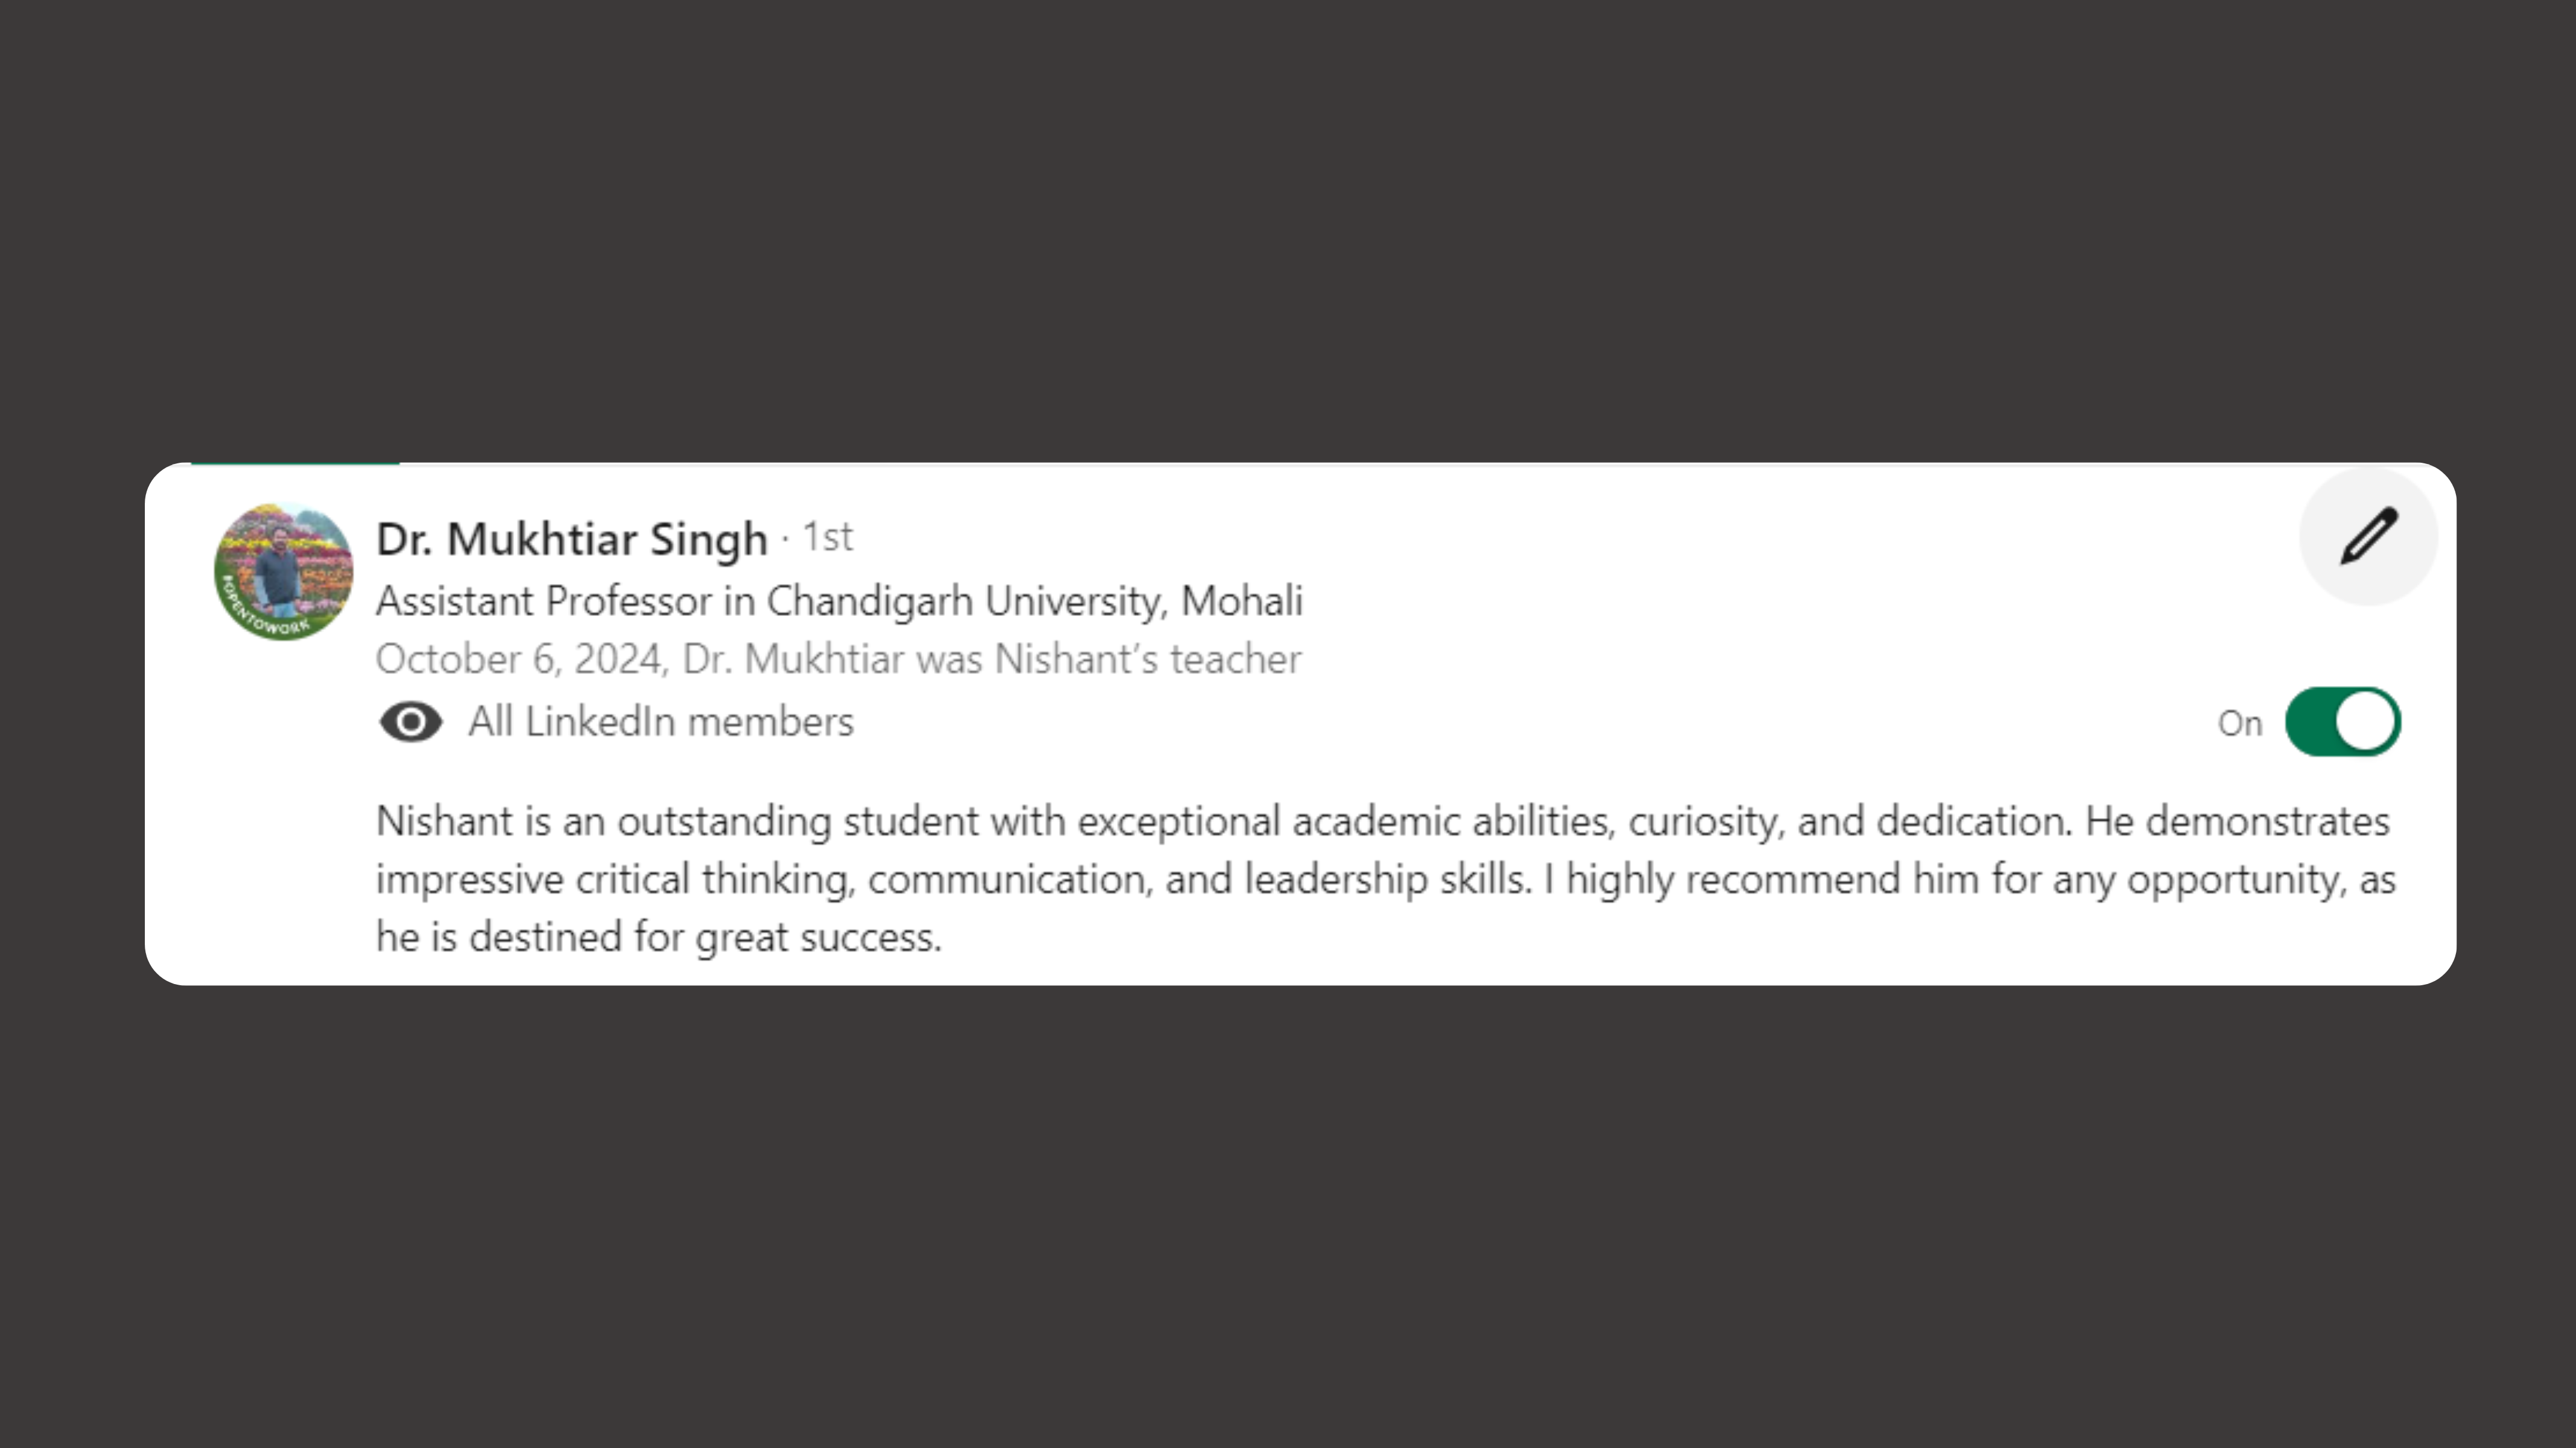 #OPENTOWORK
Dr. Mukhtiar Singh · 1st
Assistant Professor in Chandigarh University, Mohali
October 6, 2024, Dr. Mukhtiar was Nishant’s teacher
All LinkedIn members
On
Nishant is an outstanding student with exceptional academic abilities, curiosity, and dedication. He demonstrates
impressive critical thinking, communication, and leadership skills. I highly recommend him for any opportunity, as
he is destined for great success.